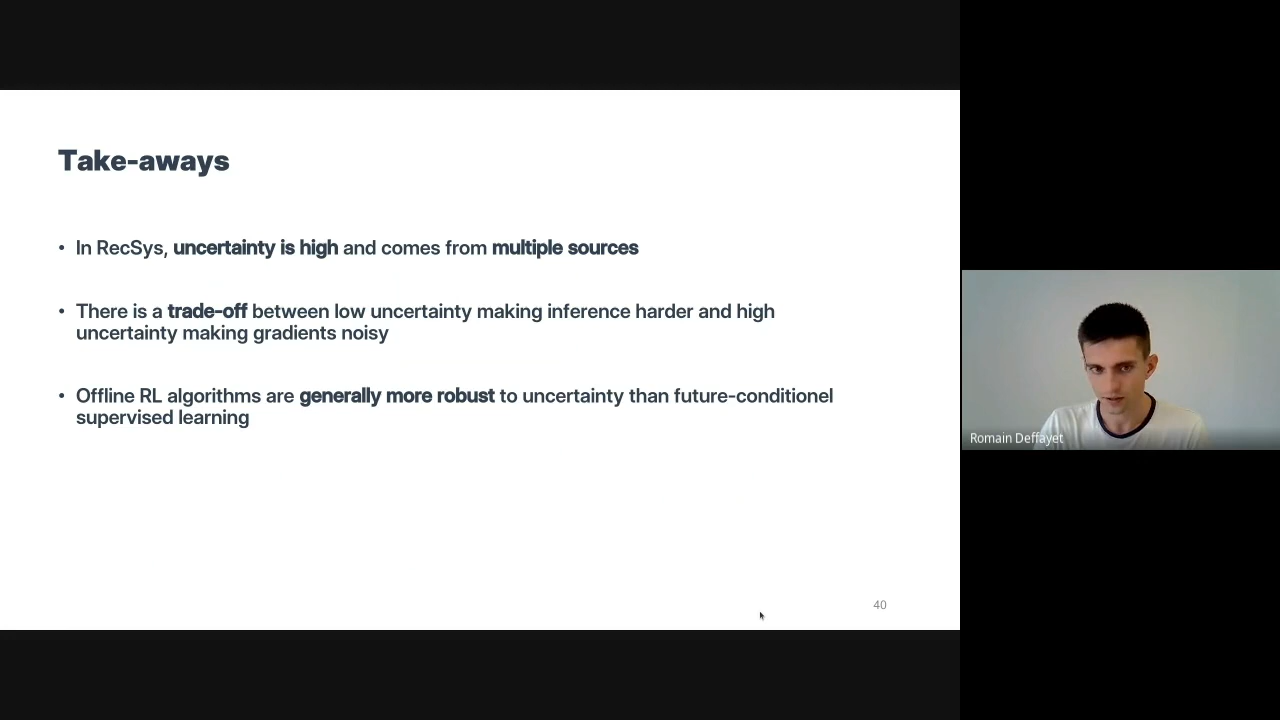 Take-aways
• In RecSys, uncertainty is high and comes from multiple sources
• There is a trade-off between low uncertainty making inference harder and high
uncertainty making gradients noisy
• Offline RL algorithms are generally more robust to uncertainty than future-conditionel
supervised learning
40
Romain Deffayet